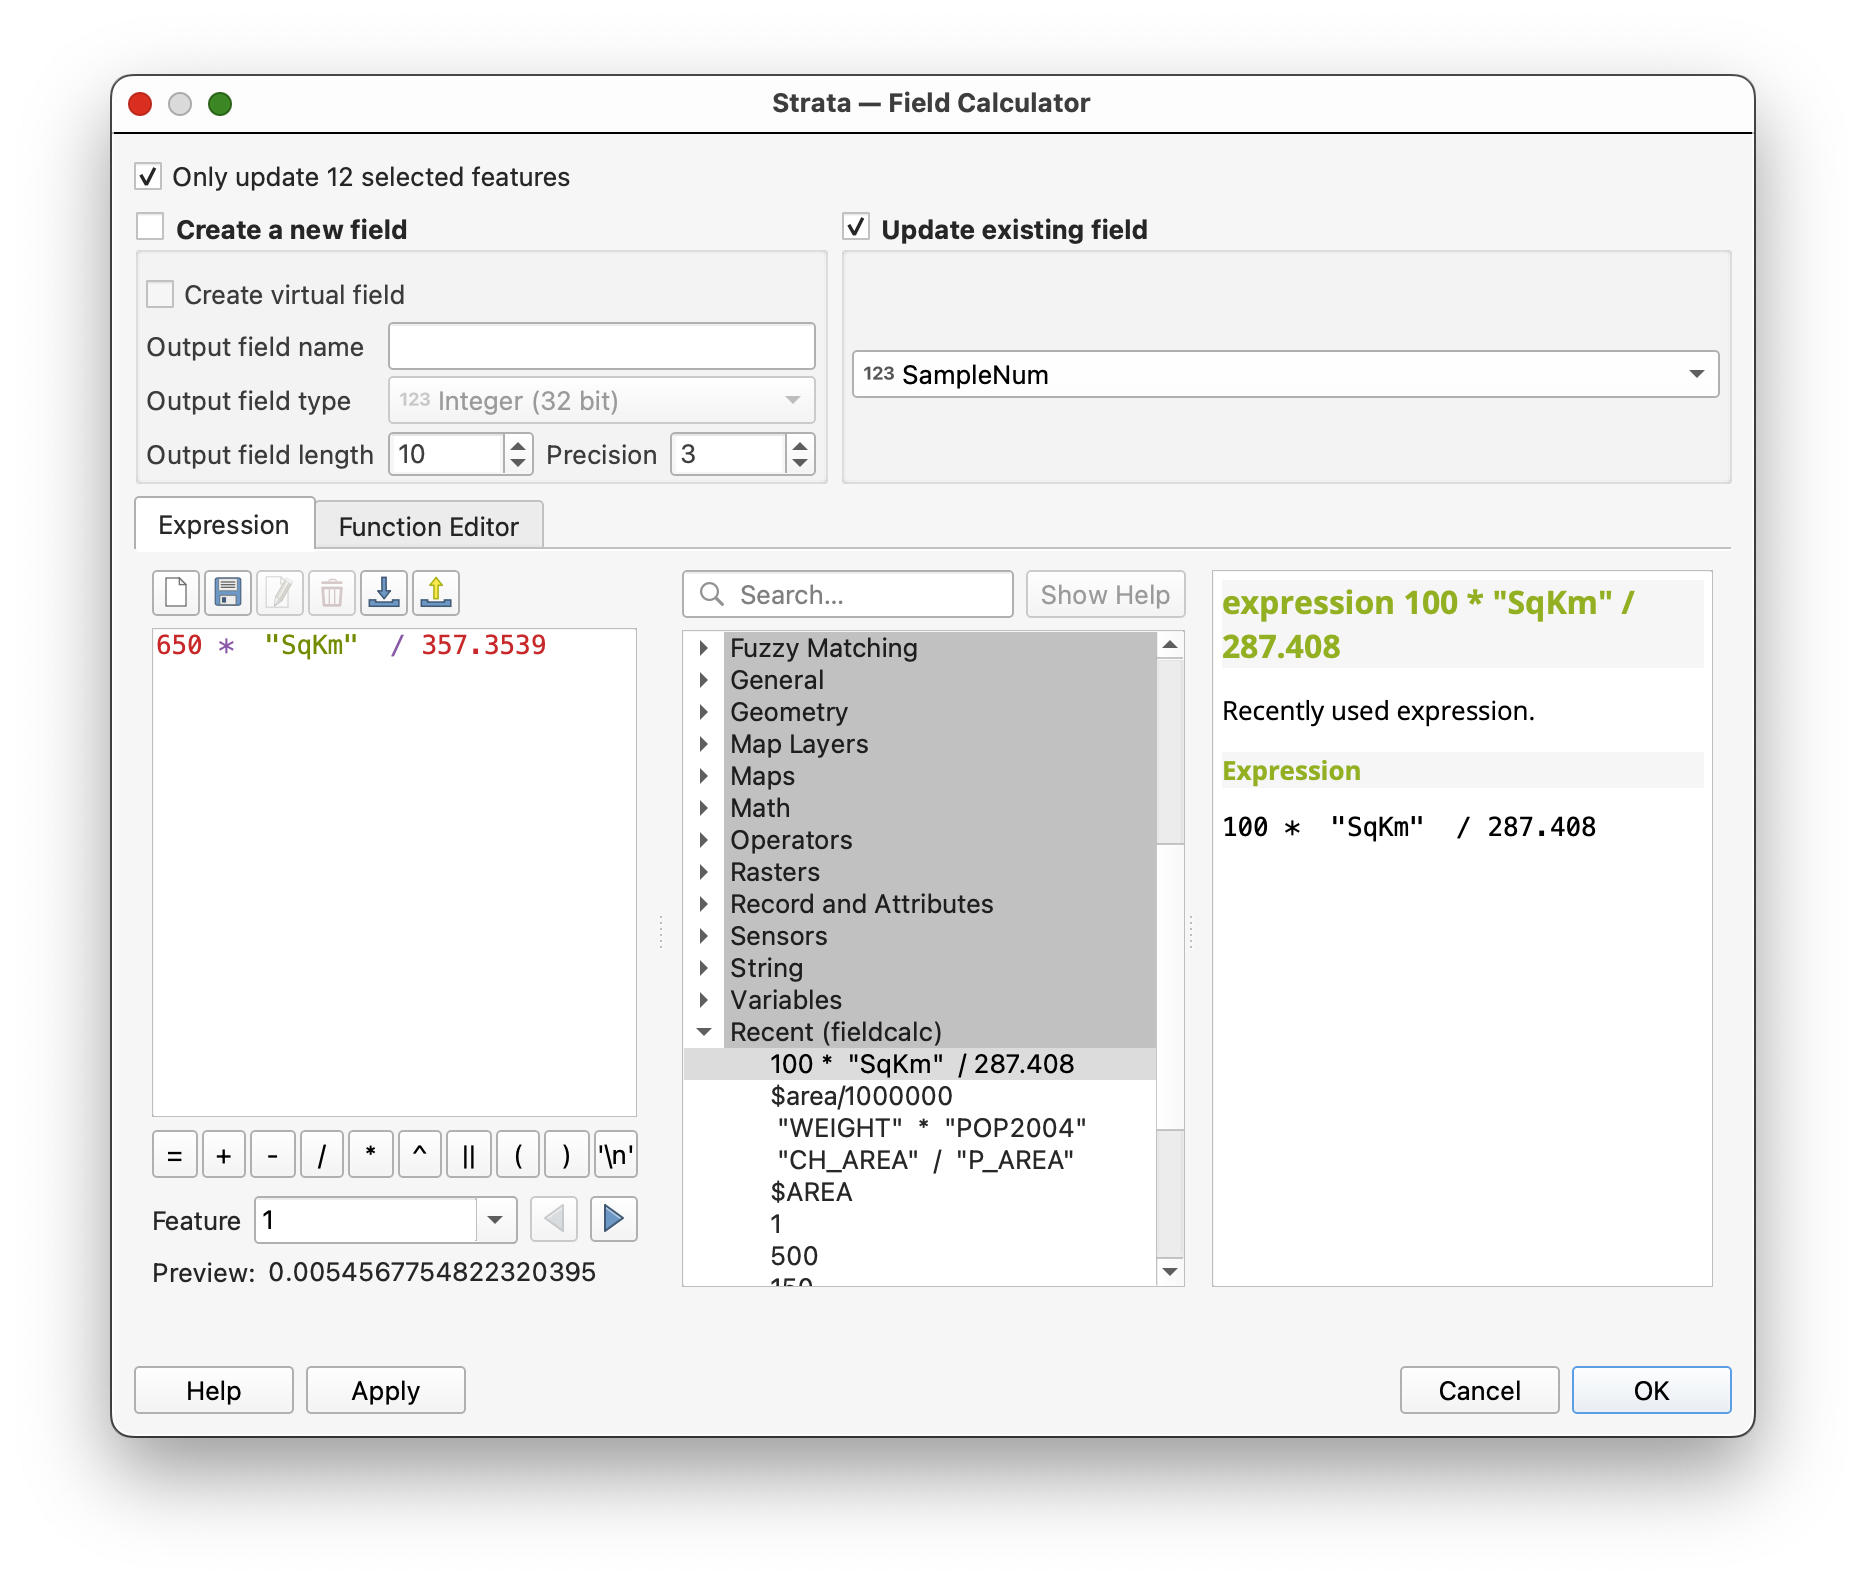 Strata — Field Calculator
Only update 12 selected features
Create a new field
Update existing field
Create virtual field
Output field name
123 SampleNum
Output field type 123 Integer (32 bit)
Output field length 10 Precision 3
Expression Function Editor
Search... Show Help
650 * "SqKm" / 357.3539
Fuzzy Matching
General
Geometry
Map Layers
Maps
Math
Operators
Rasters
Record and Attributes
Sensors
String
Variables
Recent (fieldcalc)
100 * "SqKm" / 287.408
$area/1000000
"WEIGHT" * "POP2004"
"CH_AREA" / "P_AREA"
$AREA
1
500
150
expression 100 * "SqKm" /
287.408
Recently used expression.
Expression
100 * "SqKm" / 287.408
= + - / * ^ || ( ) '\n'
Feature 1
Preview: 0.0054567754822320395
Help Apply Cancel OK